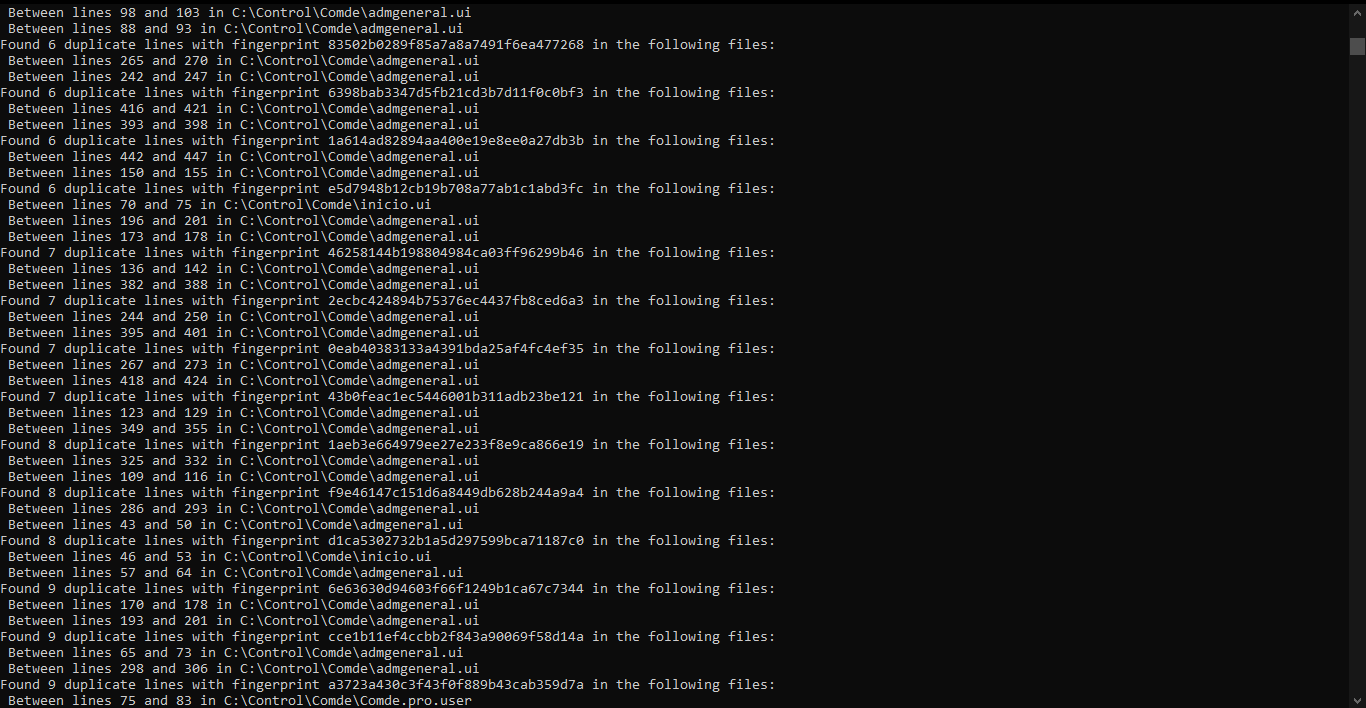 Between lines 98 and 103 in C:\Control\Comde\admgeneral.ui
Between lines 88 and 93 in C:\Control\Comde\admgeneral.ui
Found 6 duplicate lines with fingerprint 83502b0289f85a7a8a7491f6ea477268 in the following files:
Between lines 265 and 270 in C:\Control\Comde\admgeneral.ui
Between lines 242 and 247 in C:\Control\Comde\admgeneral.ui
Found 6 duplicate lines with fingerprint 6398bab3347d5fb21cd3b7d11f0c0bf3 in the following files:
Between lines 416 and 421 in C:\Control\Comde\admgeneral.ui
Between lines 393 and 398 in C:\Control\Comde\admgeneral.ui
Found 6 duplicate lines with fingerprint 1a614ad82894aa400e19e8ee0a27db3b in the following files:
Between lines 442 and 447 in C:\Control\Comde\admgeneral.ui
Between lines 150 and 155 in C:\Control\Comde\admgeneral.ui
Found 6 duplicate lines with fingerprint e5d7948b12cb19b708a77ab1c1abd3fc in the following files:
Between lines 70 and 75 in C:\Control\Comde\inicio.ui
Between lines 196 and 201 in C:\Control\Comde\admgeneral.ui
Between lines 173 and 178 in C:\Control\Comde\admgeneral.ui
Found 7 duplicate lines with fingerprint 46258144b198804984ca03ff96299b46 in the following files:
Between lines 136 and 142 in C:\Control\Comde\admgeneral.ui
Between lines 382 and 388 in C:\Control\Comde\admgeneral.ui
Found 7 duplicate lines with fingerprint 2ecbc424894b75376ec4437fb8ced6a3 in the following files:
Between lines 244 and 250 in C:\Control\Comde\admgeneral.ui
Between lines 395 and 401 in C:\Control\Comde\admgeneral.ui
Found 7 duplicate lines with fingerprint 0eab40383133a4391bda25af4fc4ef35 in the following files:
Between lines 267 and 273 in C:\Control\Comde\admgeneral.ui
Between lines 418 and 424 in C:\Control\Comde\admgeneral.ui
Found 7 duplicate lines with fingerprint 43b0feac1ec5446001b311adb23be121 in the following files:
Between lines 123 and 129 in C:\Control\Comde\admgeneral.ui
Between lines 349 and 355 in C:\Control\Comde\admgeneral.ui
Found 8 duplicate lines with fingerprint 1aeb3e664979ee27e233f8e9ca866e19 in the following files:
Between lines 325 and 332 in C:\Control\Comde\admgeneral.ui
Between lines 109 and 116 in C:\Control\Comde\admgeneral.ui
Found 8 duplicate lines with fingerprint f9e46147c151d6a8449db628b244a9a4 in the following files:
Between lines 286 and 293 in C:\Control\Comde\admgeneral.ui
Between lines 43 and 50 in C:\Control\Comde\admgeneral.ui
Found 8 duplicate lines with fingerprint d1ca5302732b1a5d297599bca71187c0 in the following files:
Between lines 46 and 53 in C:\Control\Comde\inicio.ui
Between lines 57 and 64 in C:\Control\Comde\admgeneral.ui
Found 9 duplicate lines with fingerprint 6e63630d94603f66f1249b1ca67c7344 in the following files:
Between lines 170 and 178 in C:\Control\Comde\admgeneral.ui
Between lines 193 and 201 in C:\Control\Comde\admgeneral.ui
Found 9 duplicate lines with fingerprint cce1b11ef4ccbb2f843a90069f58d14a in the following files:
Between lines 65 and 73 in C:\Control\Comde\admgeneral.ui
Between lines 298 and 306 in C:\Control\Comde\admgeneral.ui
Found 9 duplicate lines with fingerprint a3723a430c3f43f0f889b43cab359d7a in the following files:
Between lines 75 and 83 in C:\Control\Comde\Comde.pro.user